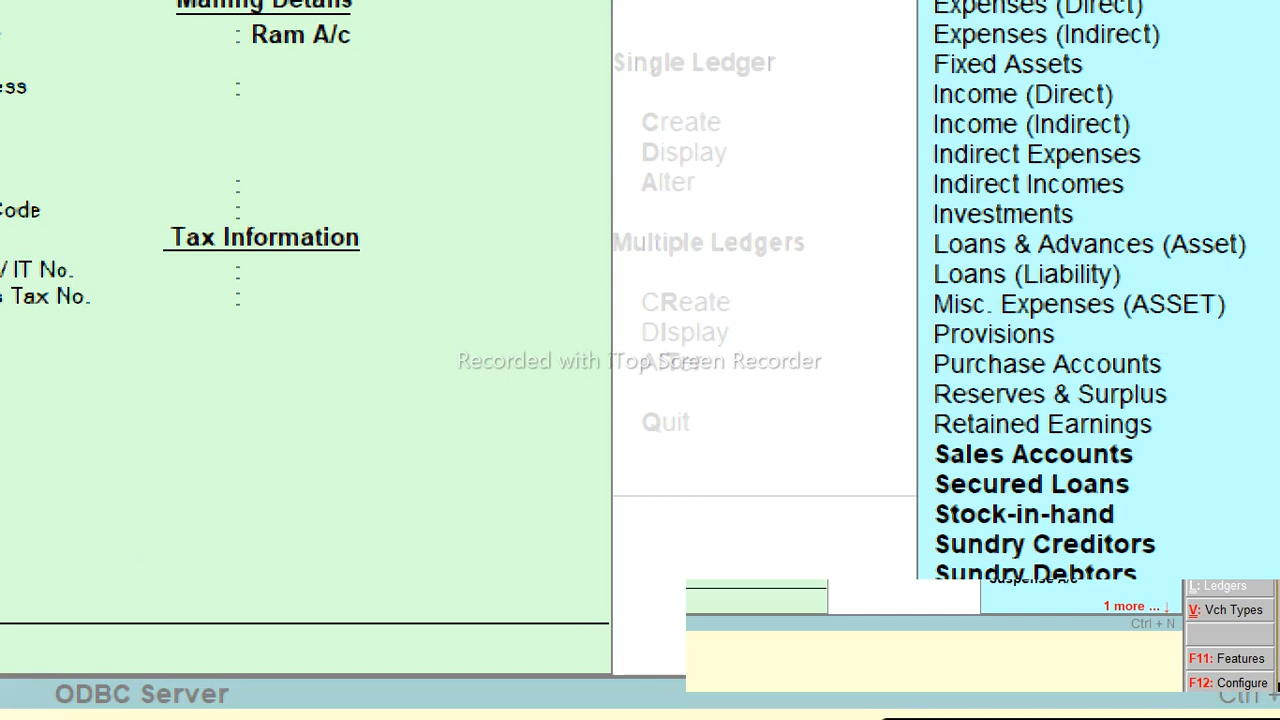 Mailing Details
: Ram A/c
ess :
:
Code :
Tax Information
/ IT No. :
s Tax No. :
ODBC Server
Single Ledger
Create
Display
Alter
Multiple Ledgers
CReate
DIsplay
AlTer
Quit
Recorded with iTop Screen Recorder
Expenses (Direct)
Expenses (Indirect)
Fixed Assets
Income (Direct)
Income (Indirect)
Indirect Expenses
Indirect Incomes
Investments
Loans & Advances (Asset)
Loans (Liability)
Misc. Expenses (ASSET)
Provisions
Purchase Accounts
Reserves & Surplus
Retained Earnings
Sales Accounts
Secured Loans
Stock-in-hand
Sundry Creditors
Sundry Debtors
Suspense A/c
1 more ... ↓
Ctrl + N
L: Ledgers
V: Vch Types
F11: Features
F12: Configure
Ctrl +